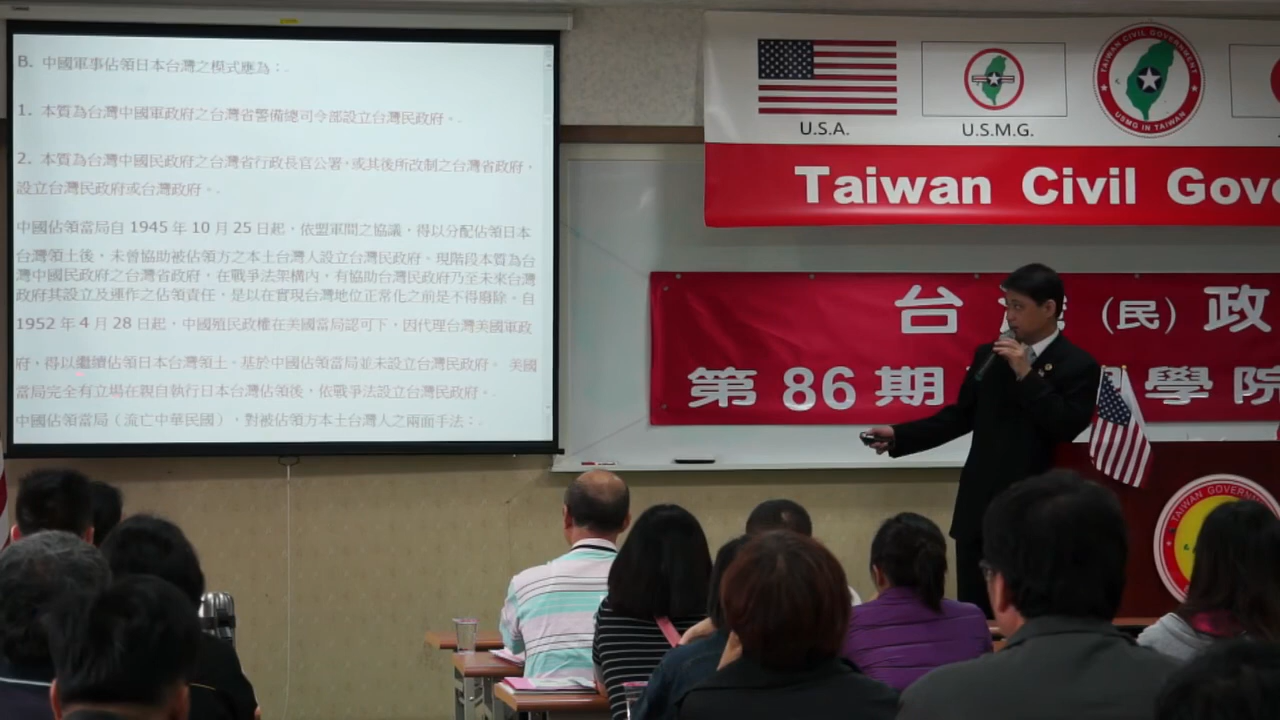 B. 中國軍事佔領日本台灣之模式應為：
1. 本質為台灣中國軍政府之台灣省警備總司令部設立台灣民政府。
2. 本質為台灣中國民政府之台灣省行政長官公署，或其後所改制之台灣省政府，
設立台灣民政府或台灣政府。
中國佔領當局自 1945 年 10 月 25 日起，依盟軍間之協議，得以分配佔領日本
台灣領土後，未曾協助被佔領方之本土台灣人設立台灣民政府。現階段本質為台
灣中國民政府之台灣省政府，在戰爭法架構內，有協助台灣民政府乃至未來台灣
政府其設立及運作之佔領責任，是以在實現台灣地位正常化之前是不得廢除。自
1952 年 4 月 28 日起，中國殖民政權在美國當局認可下，因代理台灣美國軍政
府，得以繼續佔領日本台灣領土。基於中國佔領當局並未設立台灣民政府。 美國
當局完全有立場在親自執行日本台灣佔領後，依戰爭法設立台灣民政府。
中國佔領當局（流亡中華民國），對被佔領方本土台灣人之兩面手法：
U.S.A.
U.S.M.G.
TAIWAN CIVIL GOVERNMENT
USMG IN TAIWAN
Taiwan Civil Gove
台 (民) 政
第 86 期 學 院
TAIWAN GOVERN